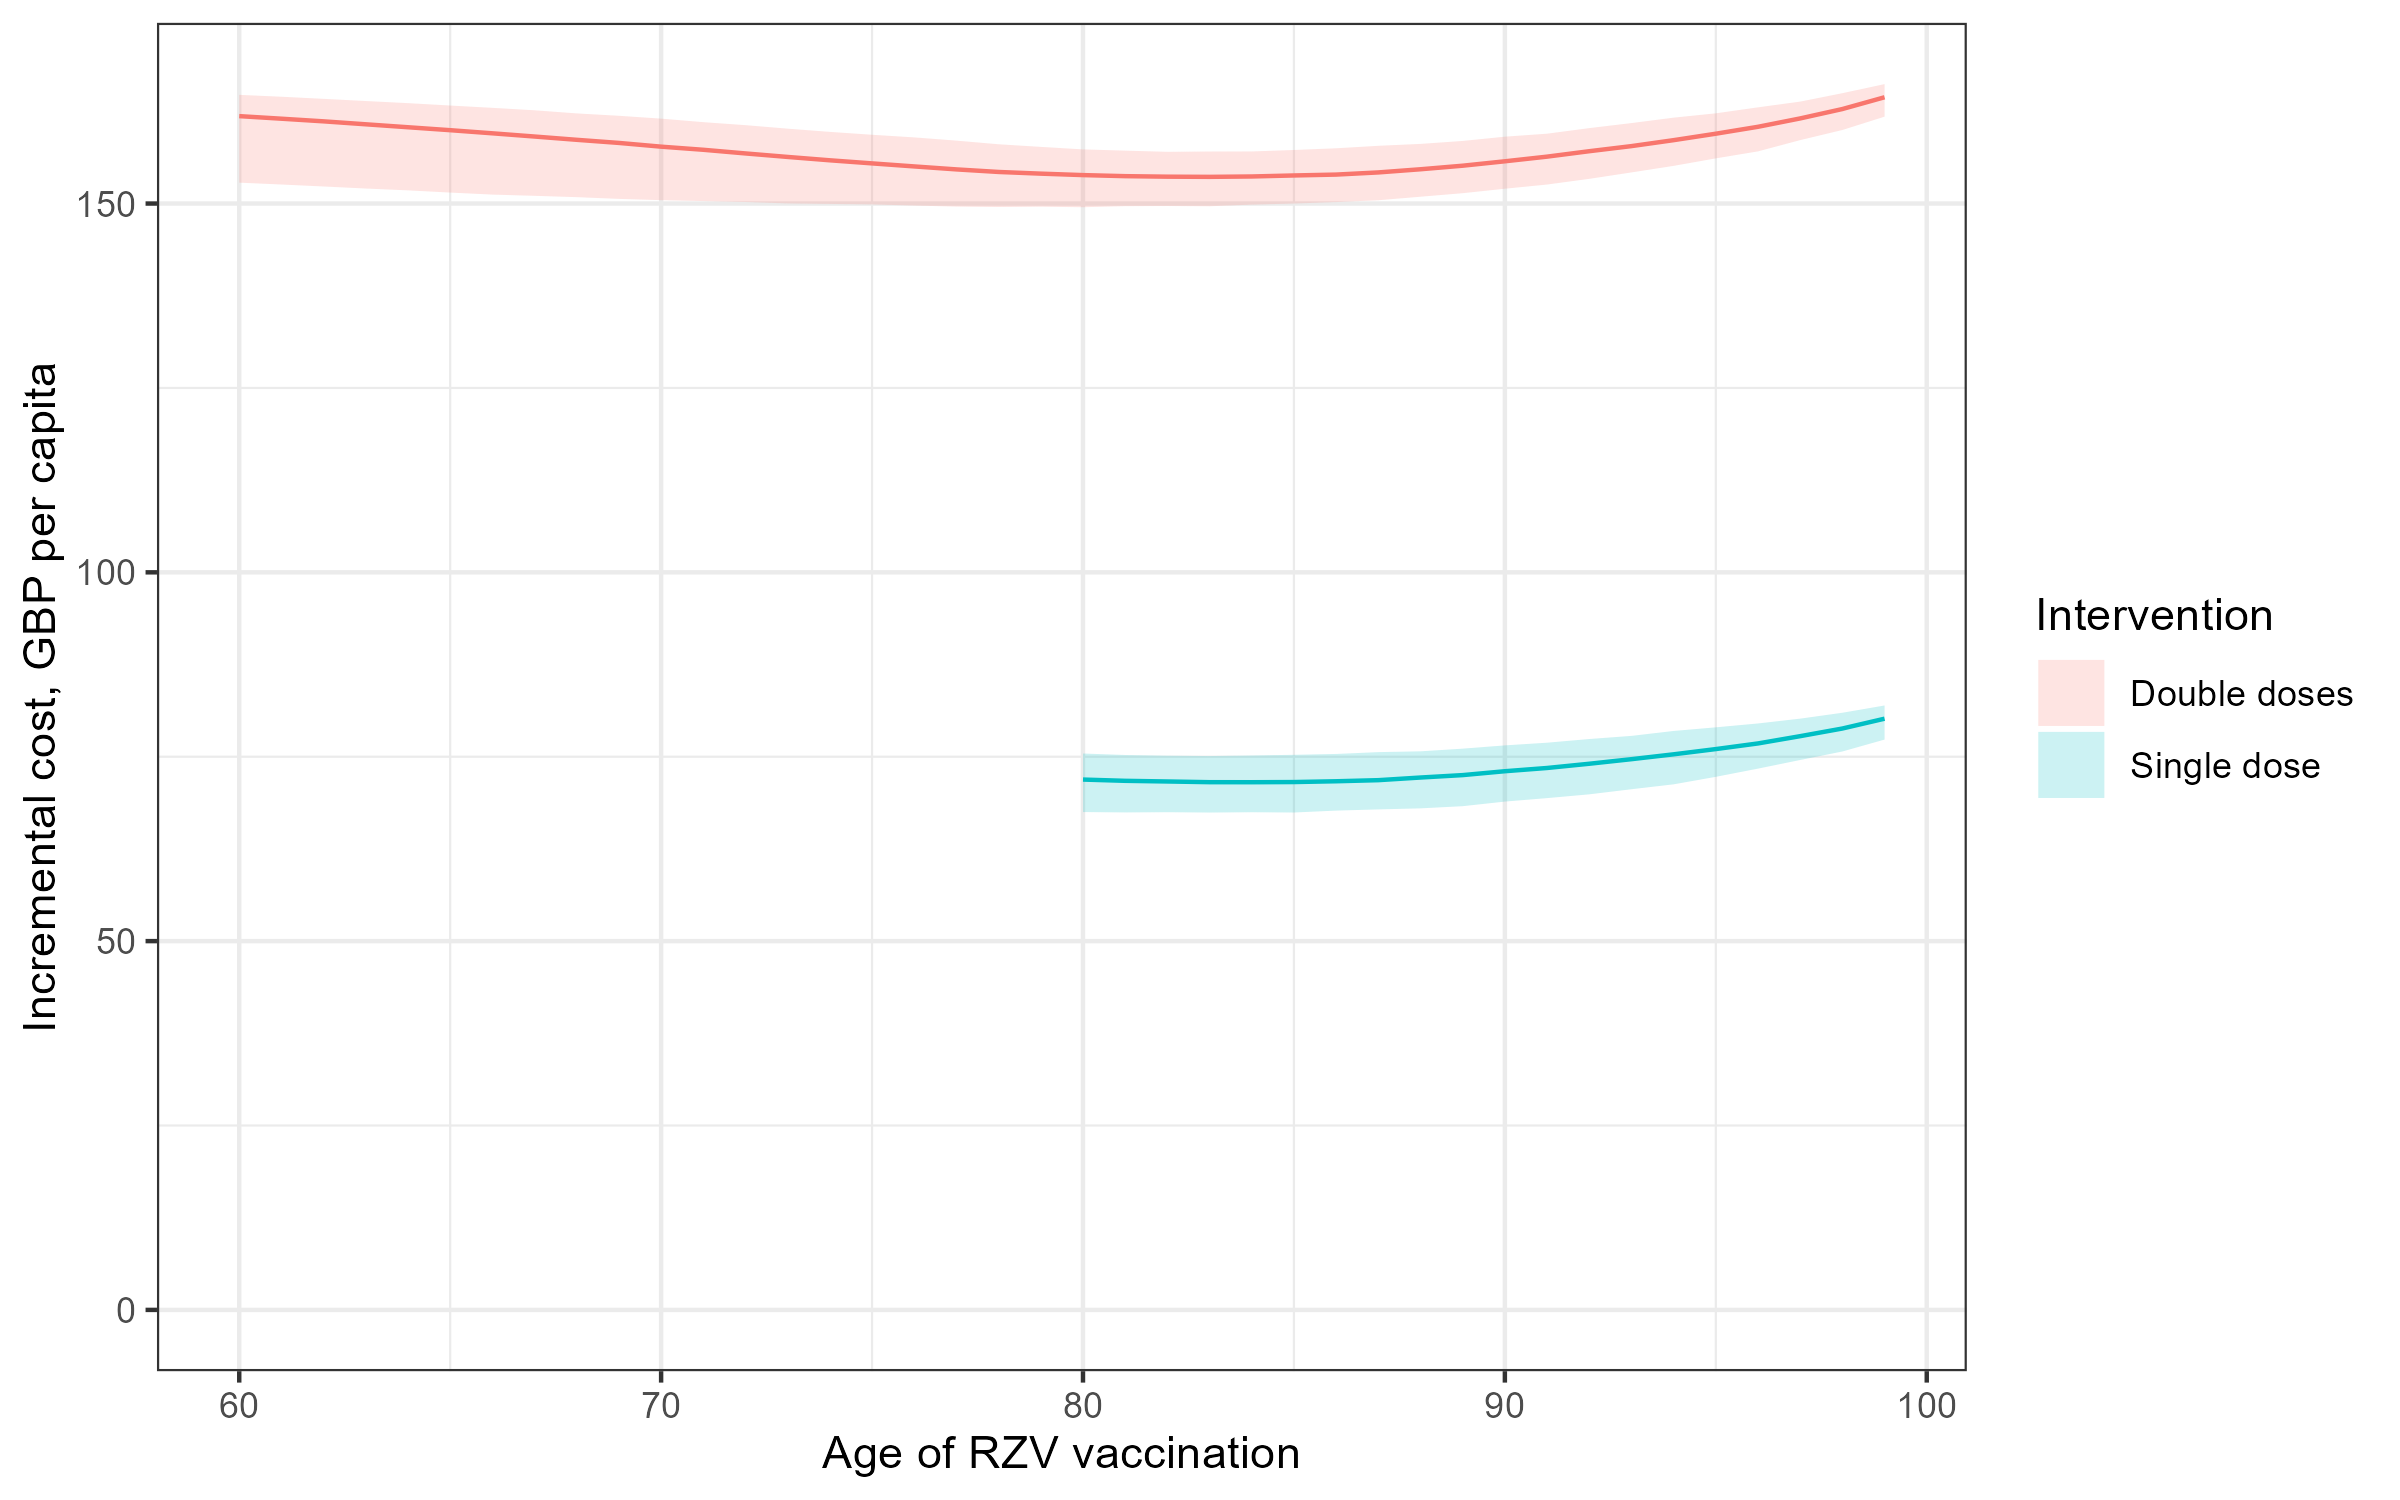 Incremental cost, GBP per capita
150
100
50
0
60 70 80 90 100
Age of RZV vaccination
Intervention
Double doses
Single dose